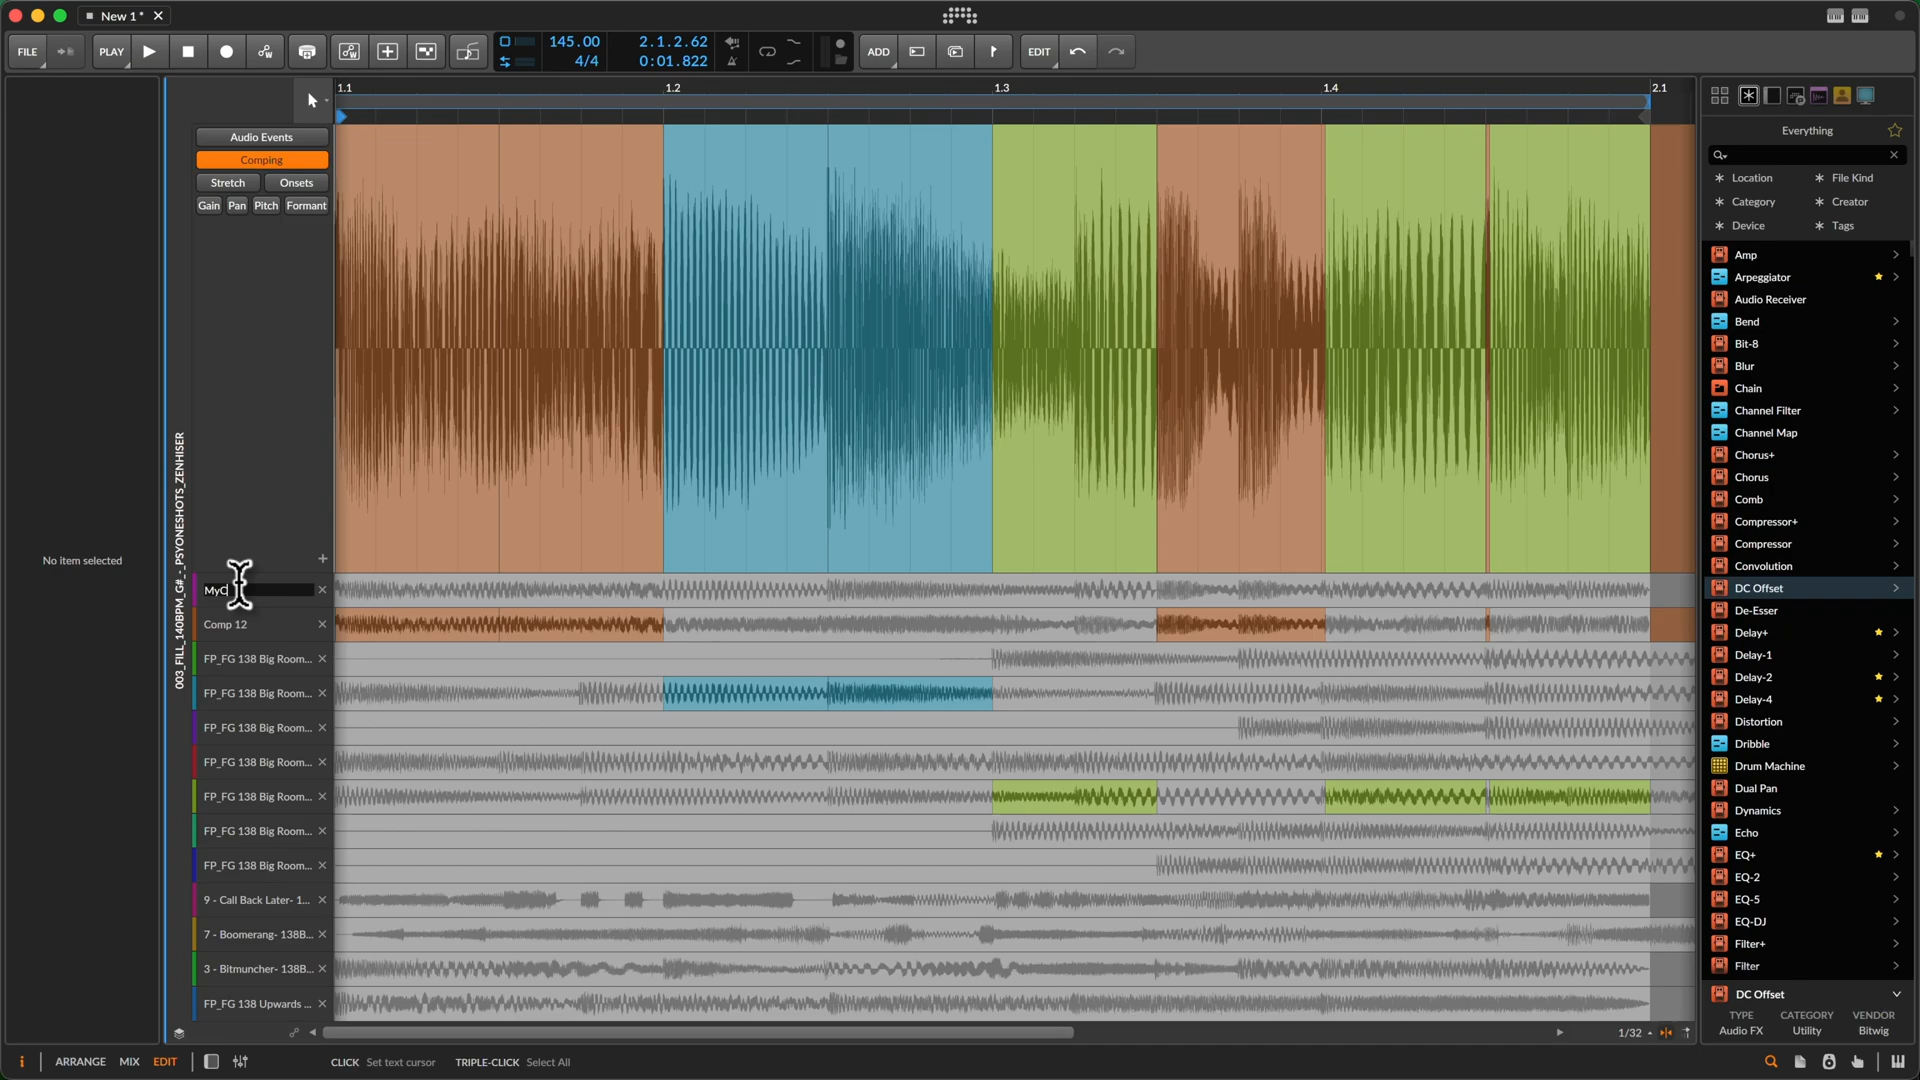 New 1 *
FILE PLAY 145.00 2.1.2.62 ADD EDIT
4/4 0:01.822
1.1 1.2 1.3 1.4 2.1
Audio Events
Comping
Stretch Onsets
Gain Pan Pitch Formant
No item selected
003_FILL_140BPM_G#_-_PSYONESHOTS_ZENHISER
MyC
Comp 12
FP_FG 138 Big Room...
FP_FG 138 Big Room...
FP_FG 138 Big Room...
FP_FG 138 Big Room...
FP_FG 138 Big Room...
FP_FG 138 Big Room...
FP_FG 138 Big Room...
9 - Call Back Later- 1...
7 - Boomerang- 138B...
3 - Bitmuncher- 138B...
FP_FG 138 Upwards ...
1/32
Everything
Location File Kind
Category Creator
Device Tags
Amp
Arpeggiator
Audio Receiver
Bend
Bit-8
Blur
Chain
Channel Filter
Channel Map
Chorus+
Chorus
Comb
Compressor+
Compressor
Convolution
DC Offset
De-Esser
Delay+
Delay-1
Delay-2
Delay-4
Distortion
Dribble
Drum Machine
Dual Pan
Dynamics
Echo
EQ+
EQ-2
EQ-5
EQ-DJ
Filter+
Filter
DC Offset
TYPE CATEGORY VENDOR
Audio FX Utility Bitwig
i ARRANGE MIX EDIT CLICK Set text cursor TRIPLE-CLICK Select All